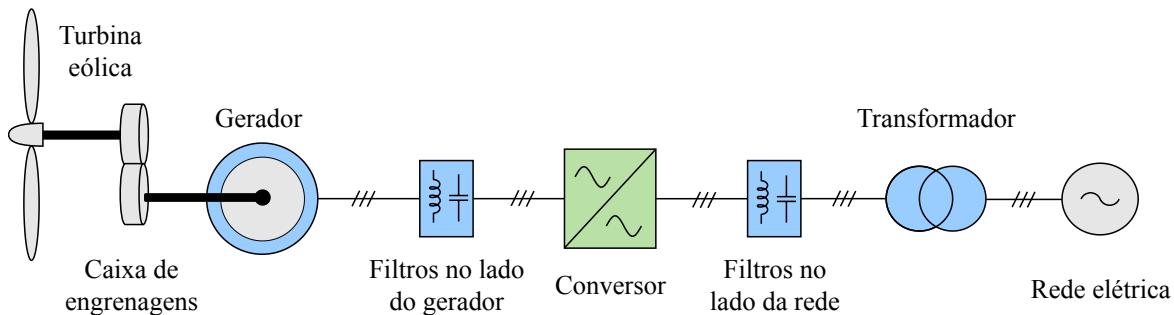 Turbina
eólica
Gerador
Transformador
Caixa de
engrenagens
Filtros no lado
do gerador
Conversor
Filtros no
lado da rede
Rede elétrica